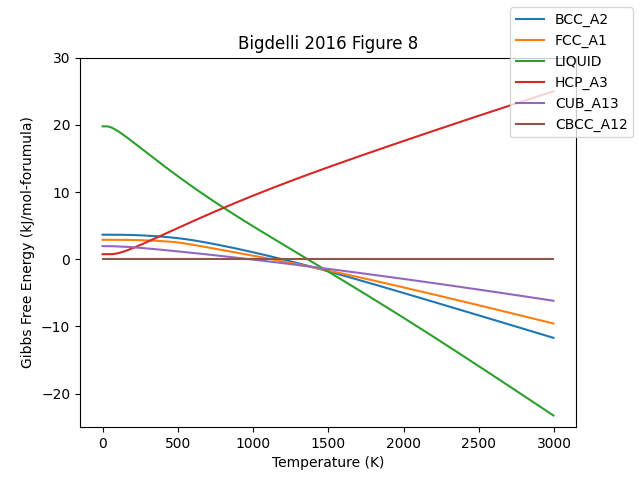 Bigdelli 2016 Figure 8
BCC_A2
FCC_A1
LIQUID
HCP_A3
CUB_A13
CBCC_A12
Gibbs Free Energy (kJ/mol-forumula)
30
20
10
0
−10
−20
0 500 1000 1500 2000 2500 3000
Temperature (K)